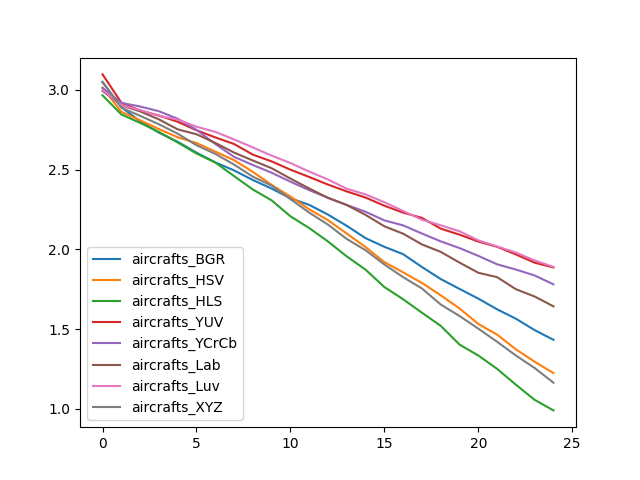 3.0
2.5
2.0
1.5
1.0
aircrafts_BGR
aircrafts_HSV
aircrafts_HLS
aircrafts_YUV
aircrafts_YCrCb
aircrafts_Lab
aircrafts_Luv
aircrafts_XYZ
0 5 10 15 20 25